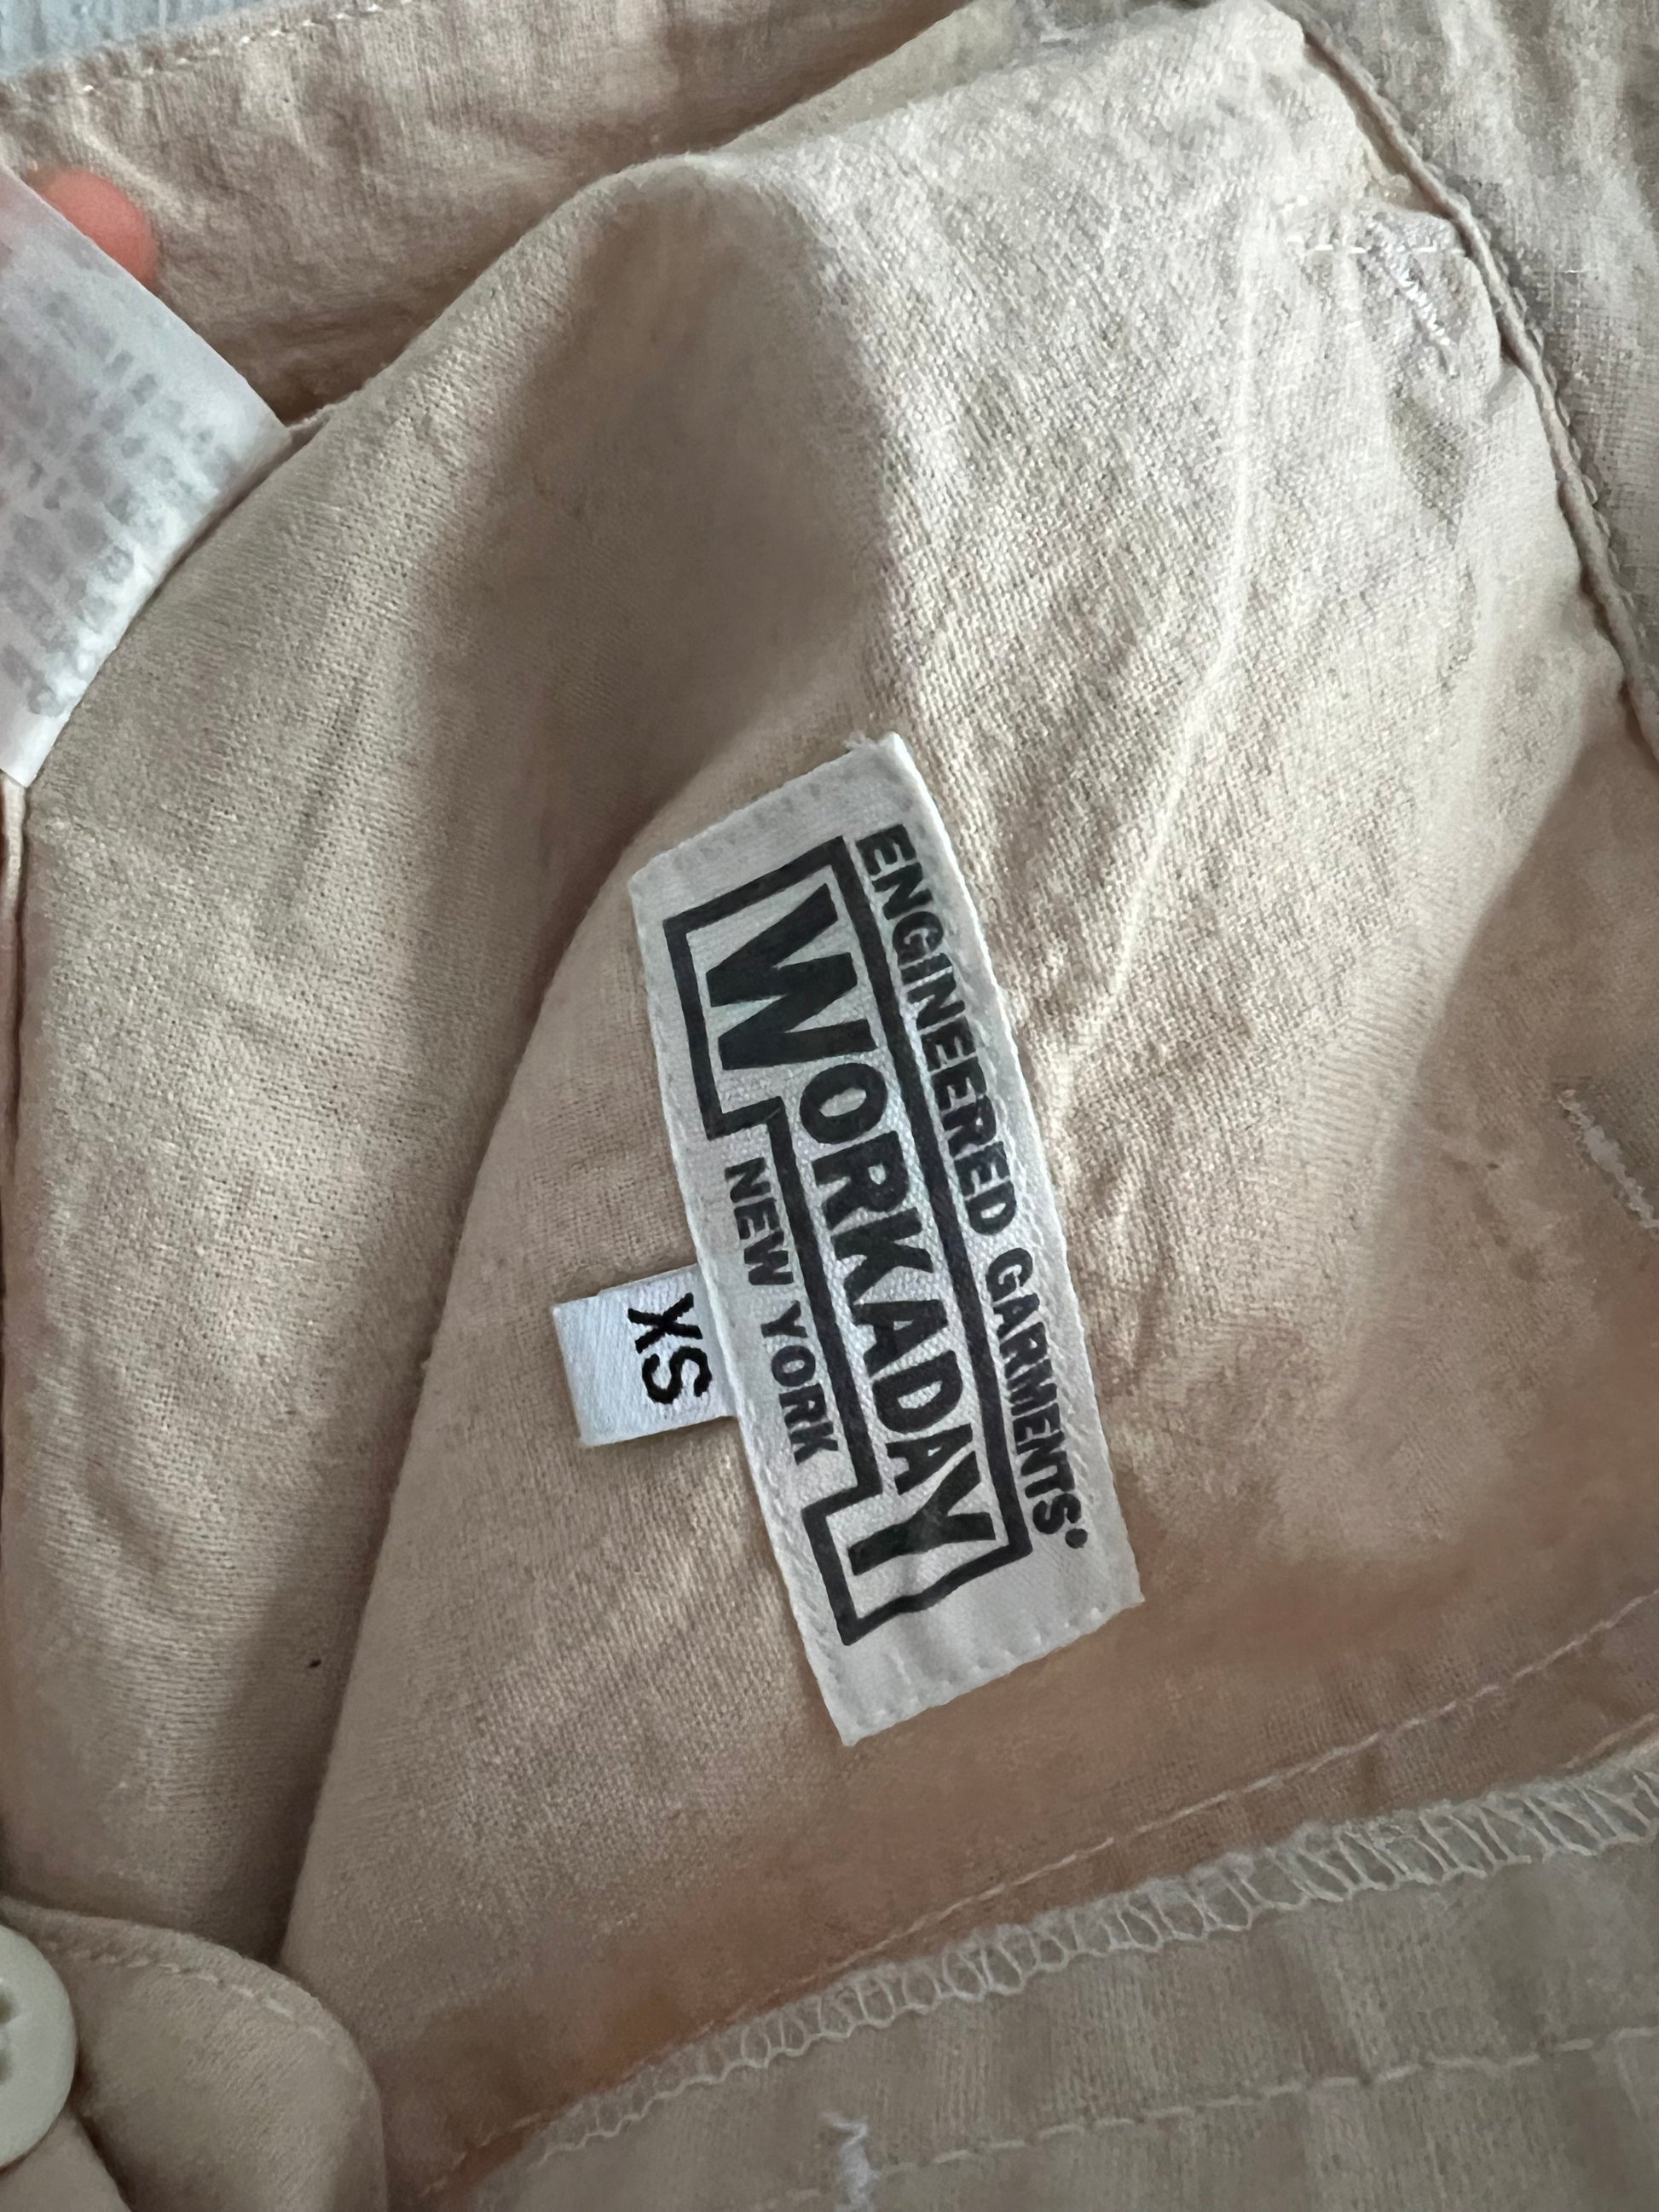 ENGINEERED GARMENTS'
WORKADAY
NEW YORK
XS